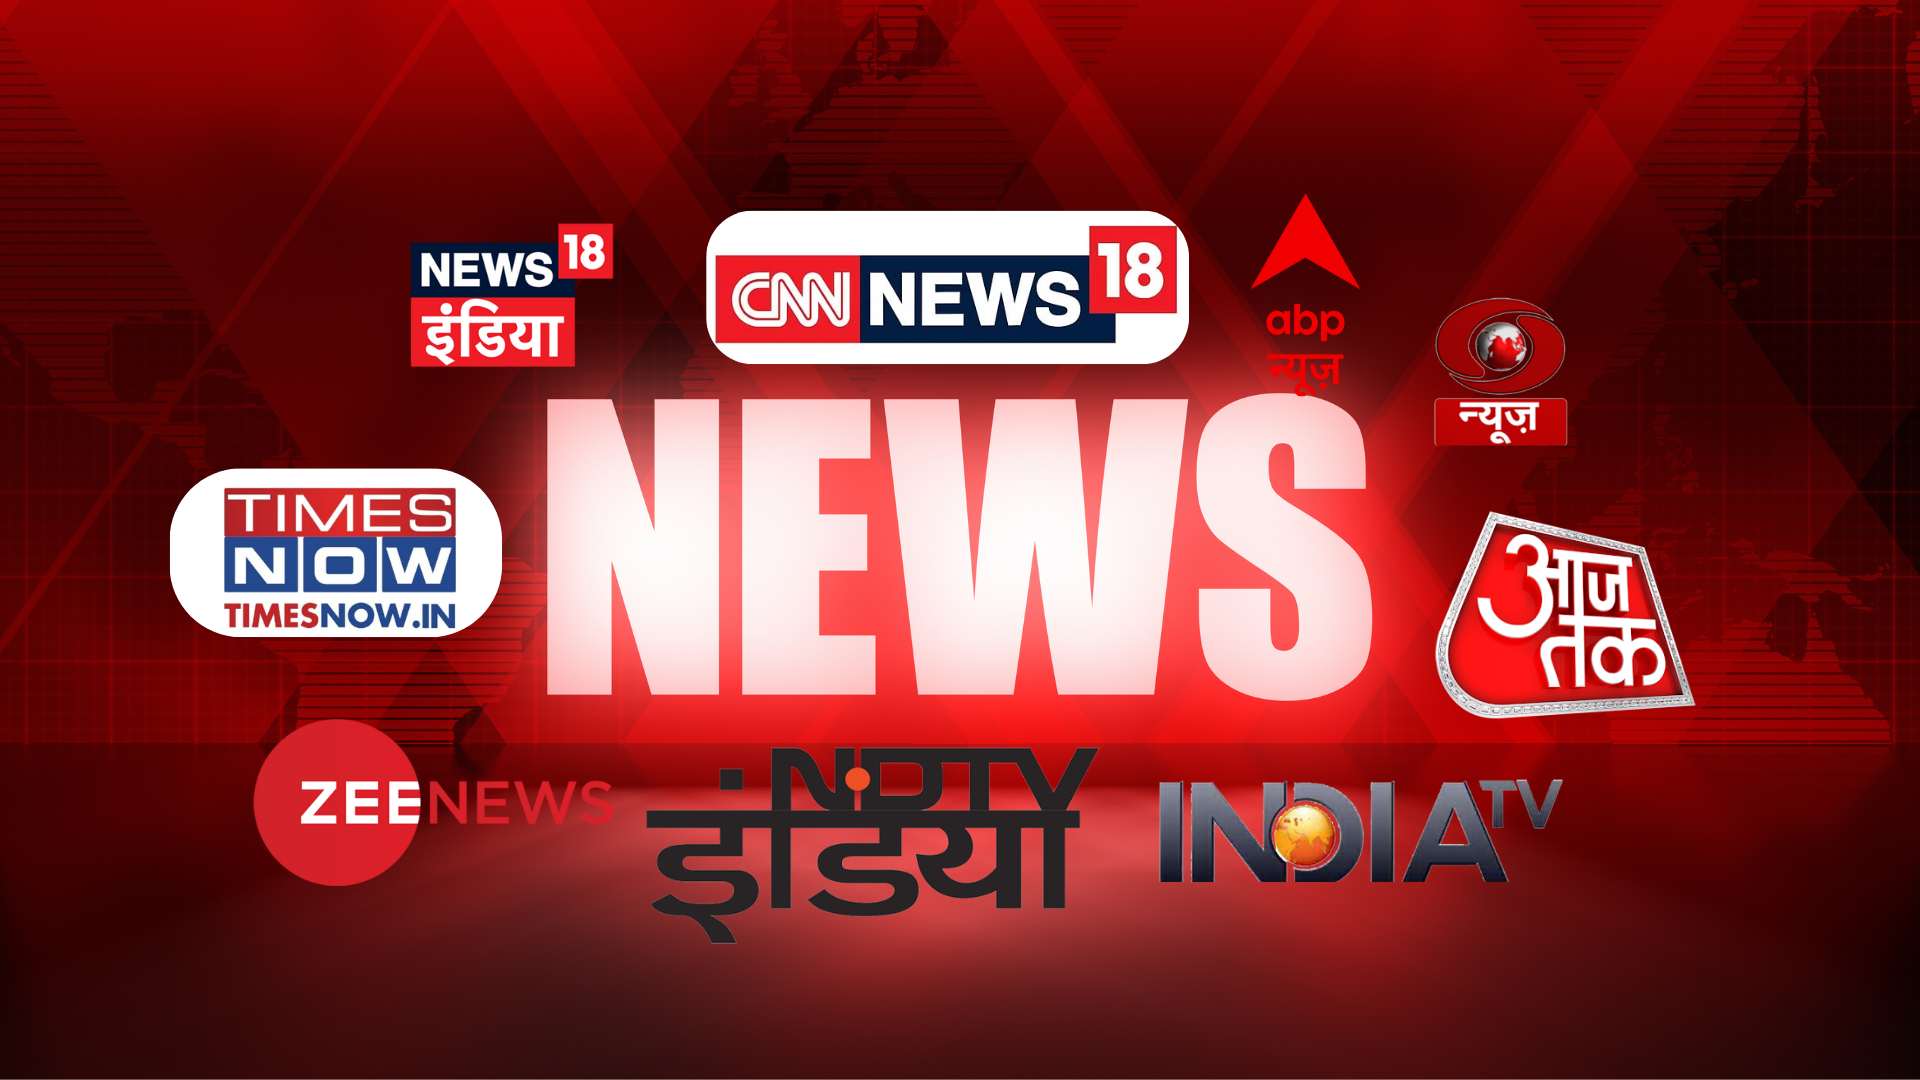 NEWS 18
इंडिया
CNN NEWS 18
abp
न्यूज़
न्यूज़
TIMES
NOW
TIMESNOW.IN
NEWS
आज
तक
ZEENEWS
NDTV
इंडिया
INDIA TV